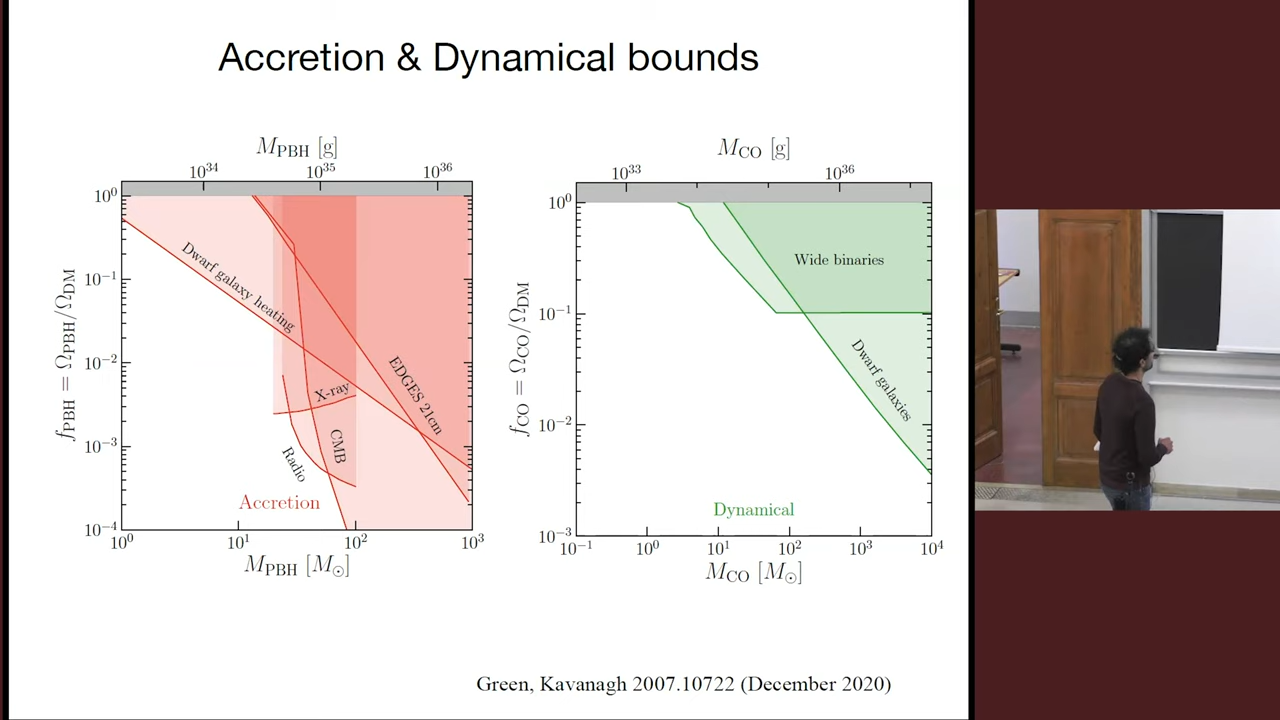 Accretion & Dynamical bounds
M_PBH [g]
10^34 10^35 10^36
10^0
10^-1
10^-2
10^-3
10^-4
f_PBH = Ω_PBH/Ω_DM
Dwarf galaxy heating
EDGES 21cm
X-ray
CMB
Radio
Accretion
10^0 10^1 10^2 10^3
M_PBH [M_⊙]
M_CO [g]
10^33 10^36
10^0
10^-1
10^-2
10^-3
f_CO = Ω_CO/Ω_DM
Wide binaries
Dwarf galaxies
Dynamical
10^-1 10^0 10^1 10^2 10^3 10^4
M_CO [M_⊙]
Green, Kavanagh 2007.10722 (December 2020)